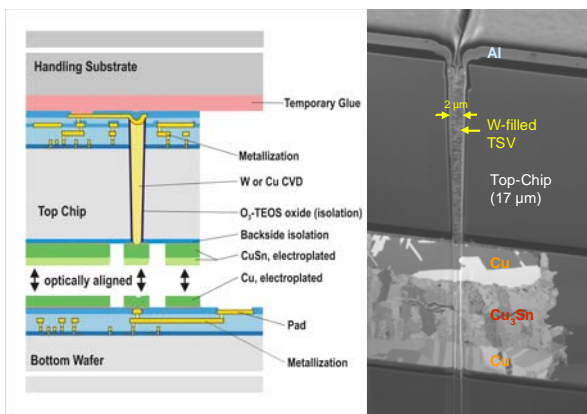 Handling Substrate
Temporary Glue
Metallization
W or Cu CVD
Top Chip
O₃-TEOS oxide (isolation)
Backside isolation
CuSn, electroplated
optically aligned
Cu, electroplated
Pad
Metallization
Bottom Wafer
Al
2 µm
W-filled
TSV
Top-Chip
(17 µm)
Cu
Cu₃Sn
Cu